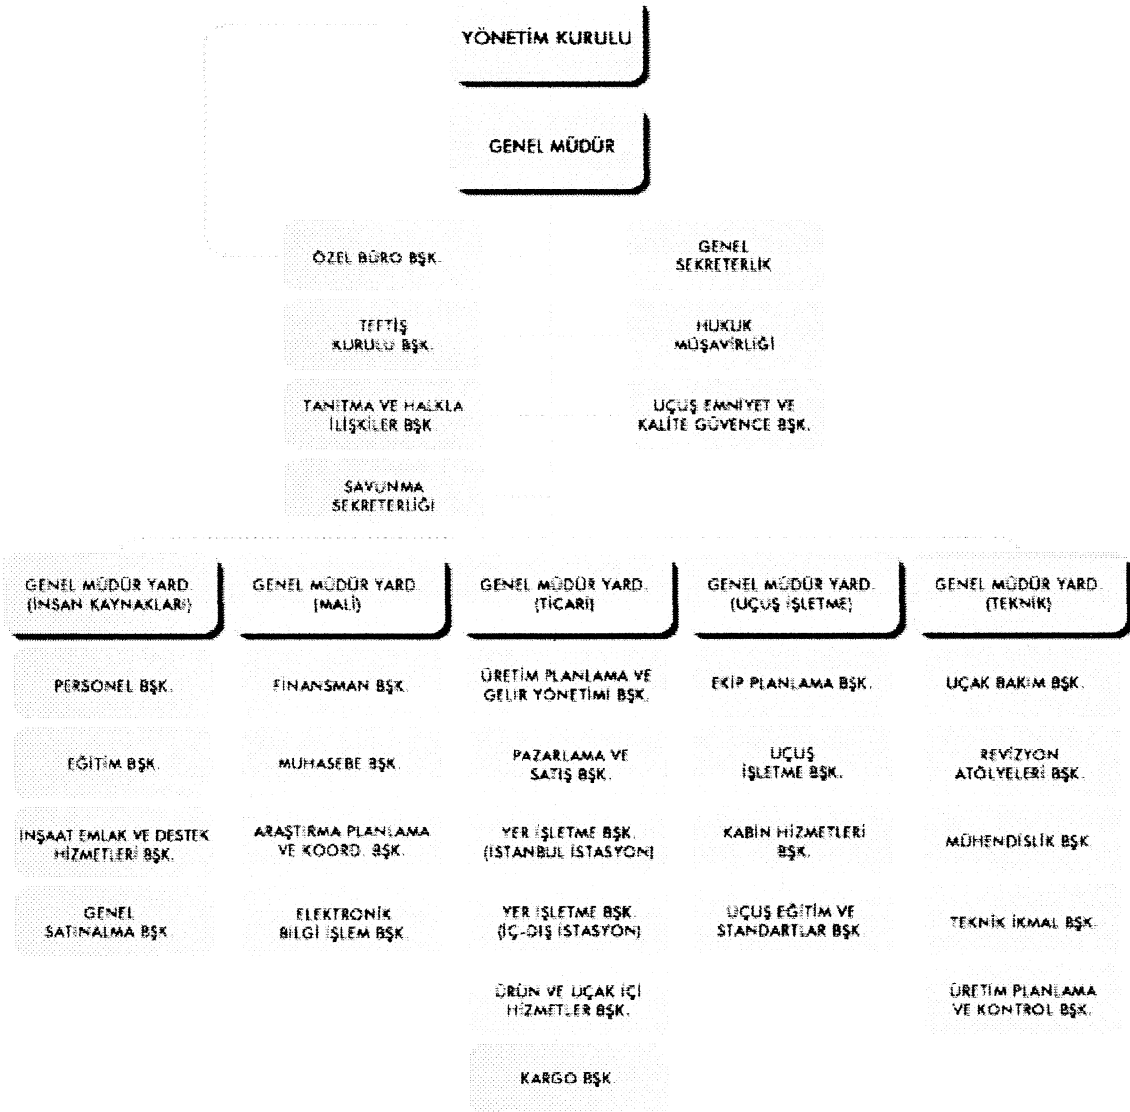 YÖNETİM KURULU
GENEL MÜDÜR
ÖZEL BÜRO BŞK.
GENEL
SEKRETERLİK
TEFTİŞ
KURULU BŞK.
HUKUK
MÜŞAVİRLİĞİ
TANITMA VE HALKLA
İLİŞKİLER BŞK.
UÇUŞ EMNİYET VE
KALİTE GÜVENCE BŞK.
SAVUNMA
SEKRETERLİĞİ
GENEL MÜDÜR YARD.
(İNSAN KAYNAKLARI)
GENEL MÜDÜR YARD.
(MALİ)
GENEL MÜDÜR YARD.
(TİCARİ)
GENEL MÜDÜR YARD.
(UÇUŞ İŞLETME)
GENEL MÜDÜR YARD.
(TEKNİK)
PERSONEL BŞK.
EĞİTİM BŞK.
İNŞAAT EMLAK VE DESTEK
HİZMETLERİ BŞK.
GENEL
SATINALMA BŞK.
FİNANSMAN BŞK.
MUHASEBE BŞK.
ARAŞTIRMA PLANLAMA
VE KOORD. BŞK.
ELEKTRONİK
BİLGİ İŞLEM BŞK.
ÜRETİM PLANLAMA VE
GELİR YÖNETİMİ BŞK.
PAZARLAMA VE
SATIŞ BŞK.
YER İŞLETME BŞK.
(İSTANBUL İSTASYON)
YER İŞLETME BŞK.
(İÇ-DIŞ İSTASYON)
ÜRÜN VE UÇAK İÇİ
HİZMETLER BŞK.
KARGO BŞK.
EKİP PLANLAMA BŞK.
UÇUŞ
İŞLETME BŞK.
KABİN HİZMETLERİ
BŞK.
UÇUŞ EĞİTİM VE
STANDARTLAR BŞK.
UÇAK BAKIM BŞK.
REVİZYON
ATÖLYELERİ BŞK.
MÜHENDİSLİK BŞK.
TEKNİK İKMAL BŞK.
ÜRETİM PLANLAMA
VE KONTROL BŞK.